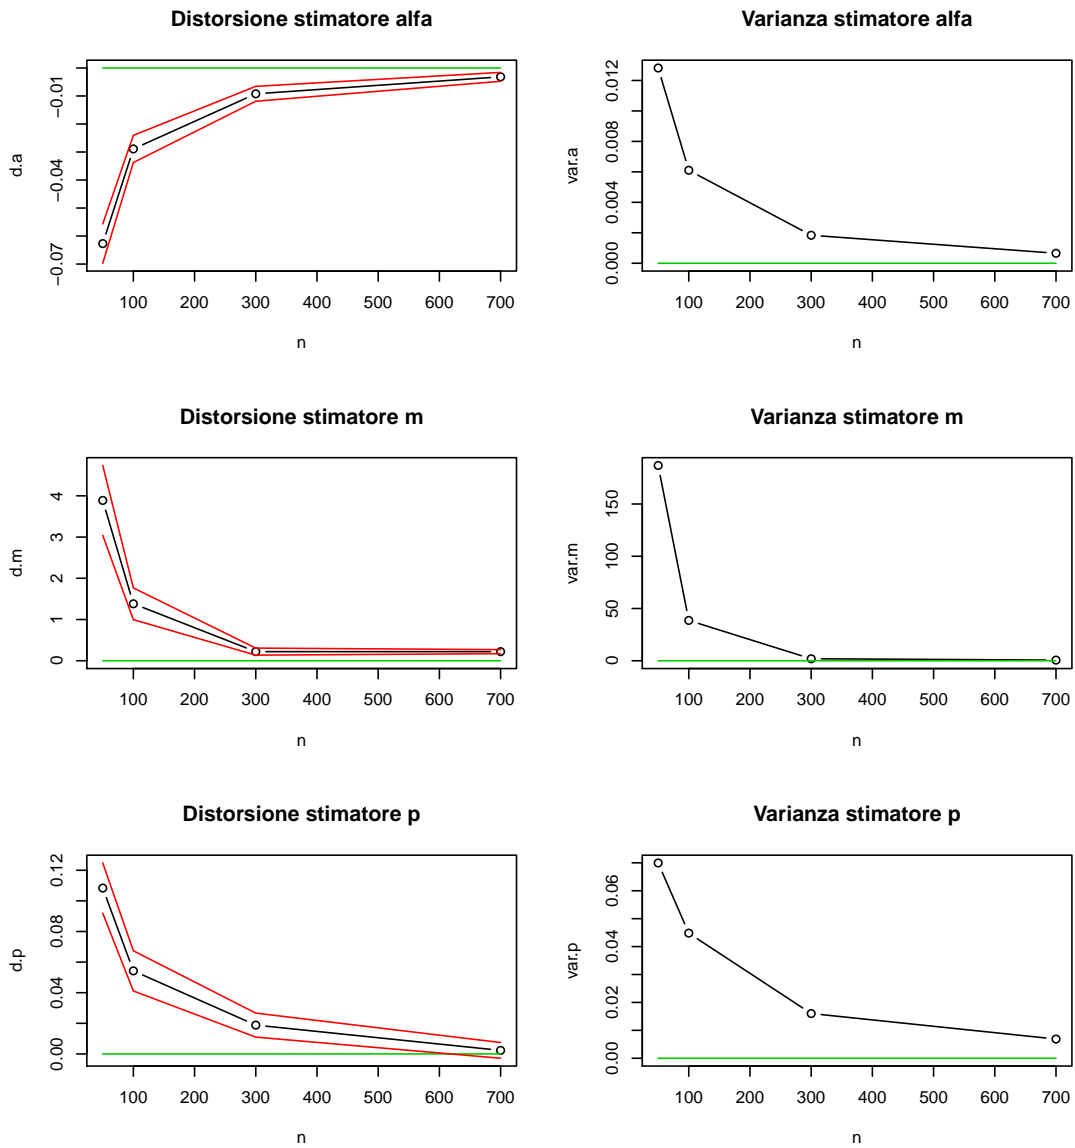 Distorsione stimatore alfa
d.a
−0.07
−0.04
−0.01
100 200 300 400 500 600 700
n
Varianza stimatore alfa
var.a
0.000
0.004
0.008
0.012
100 200 300 400 500 600 700
n
Distorsione stimatore m
d.m
0
1
2
3
4
100 200 300 400 500 600 700
n
Varianza stimatore m
var.m
0
50
100
150
100 200 300 400 500 600 700
n
Distorsione stimatore p
d.p
0.00
0.04
0.08
0.12
100 200 300 400 500 600 700
n
Varianza stimatore p
var.p
0.00
0.02
0.04
0.06
100 200 300 400 500 600 700
n